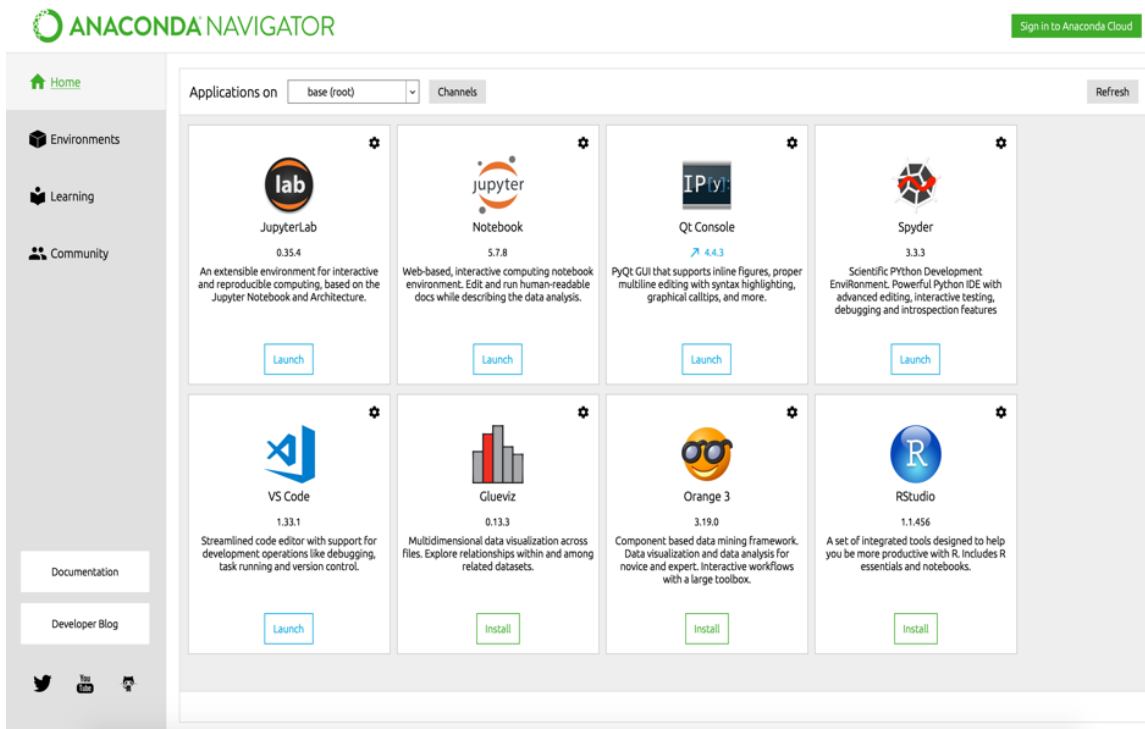 ANACONDA NAVIGATOR
Sign in to Anaconda Cloud
Home
Environments
Learning
Community
Documentation
Developer Blog
You
Tube
Applications on
base (root)
Channels
Refresh
lab
JupyterLab
0.35.4
An extensible environment for interactive
and reproducible computing, based on the
Jupyter Notebook and Architecture.
Launch
jupyter
Notebook
5.7.8
Web-based, interactive computing notebook
environment. Edit and run human-readable
docs while describing the data analysis.
Launch
IP[y]:
Qt Console
4.4.3
PyQt GUI that supports inline figures, proper
multiline editing with syntax highlighting,
graphical calltips, and more.
Launch
Spyder
3.3.3
Scientific PYthon Development
EnviRonment. Powerful Python IDE with
advanced editing, interactive testing,
debugging and introspection features
Launch
VS Code
1.33.1
Streamlined code editor with support for
development operations like debugging,
task running and version control.
Launch
Glueviz
0.13.3
Multidimensional data visualization across
files. Explore relationships within and among
related datasets.
Install
Orange 3
3.19.0
Component based data mining framework.
Data visualization and data analysis for
novice and expert. Interactive workflows
with a large toolbox.
Install
R
RStudio
1.1.456
A set of integrated tools designed to help
you be more productive with R. Includes R
essentials and notebooks.
Install